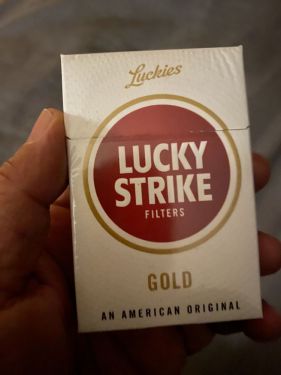 Luckies
LUCKY
STRIKE
FILTERS
GOLD
AN AMERICAN ORIGINAL